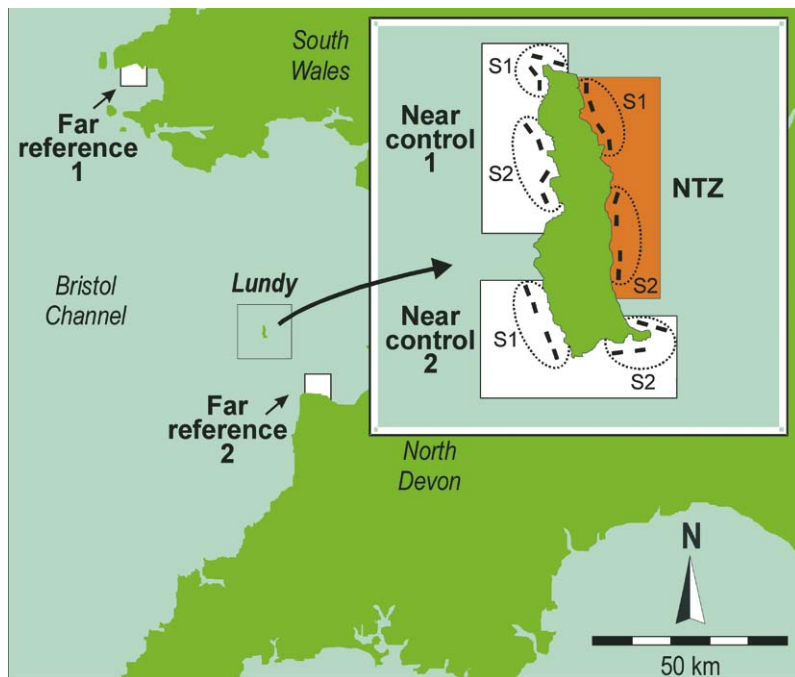 South
Wales
Far
reference
1
Bristol
Channel
Lundy
Far
reference
2
North
Devon
Near
control
1
Near
control
2
S1
S2
S1
S2
NTZ
S1
S2
N
50 km